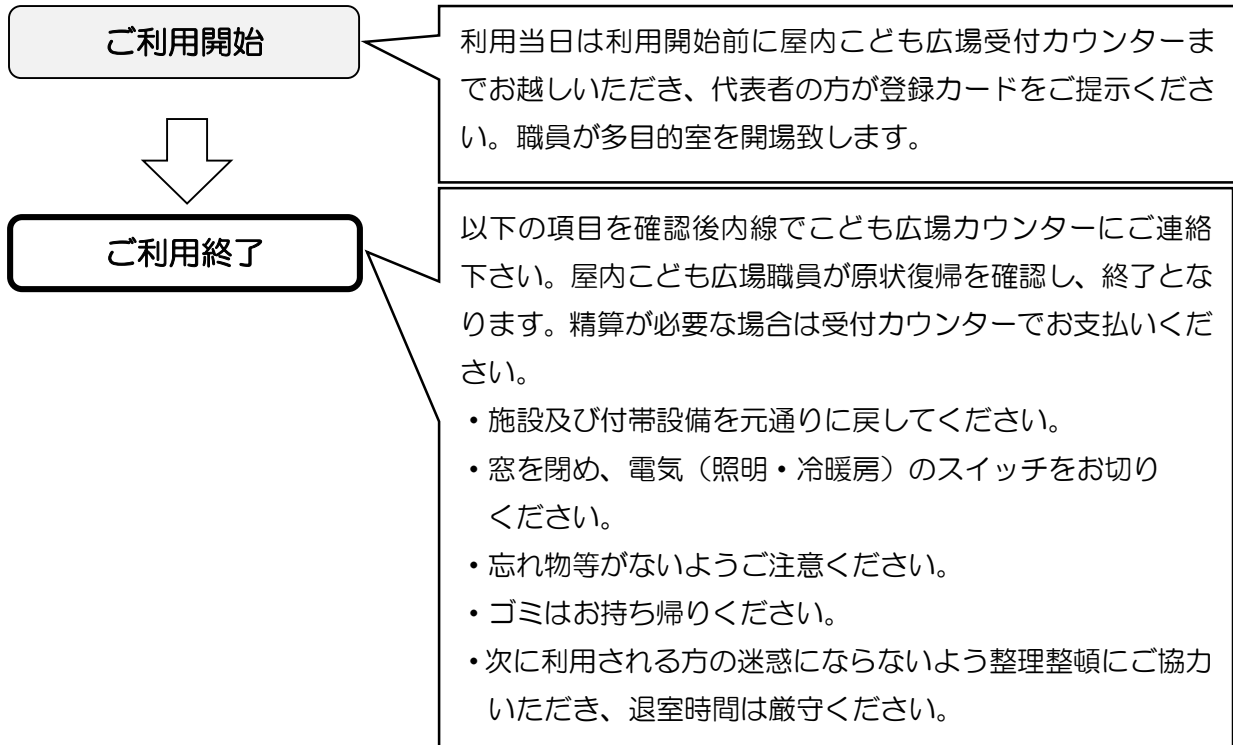 ご利用開始
利用当日は利用開始前に屋内こども広場受付カウンターま
でお越しいただき、代表者の方が登録カードをご提示くださ
い。職員が多目的室を開場致します。
ご利用終了
以下の項目を確認後内線でこども広場カウンターにご連絡
下さい。屋内こども広場職員が原状復帰を確認し、終了とな
ります。精算が必要な場合は受付カウンターでお支払いくだ
さい。
・施設及び付帯設備を元通りに戻してください。
・窓を閉め、電気（照明・冷暖房）のスイッチをお切り
ください。
・忘れ物等がないようご注意ください。
・ゴミはお持ち帰りください。
・次に利用される方の迷惑にならないよう整理整頓にご協力
いただき、退室時間は厳守ください。